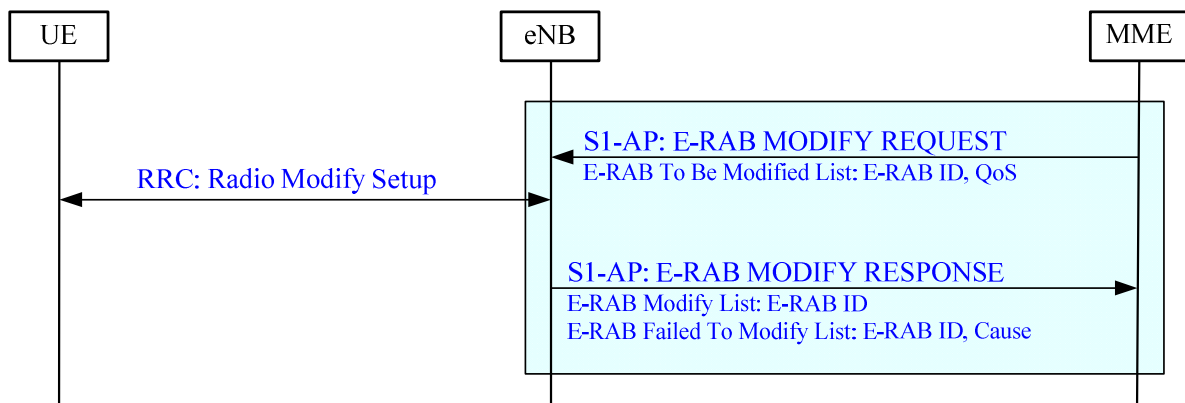 UE
eNB
MME
S1-AP: E-RAB MODIFY REQUEST
E-RAB To Be Modified List: E-RAB ID, QoS
RRC: Radio Modify Setup
S1-AP: E-RAB MODIFY RESPONSE
E-RAB Modify List: E-RAB ID
E-RAB Failed To Modify List: E-RAB ID, Cause